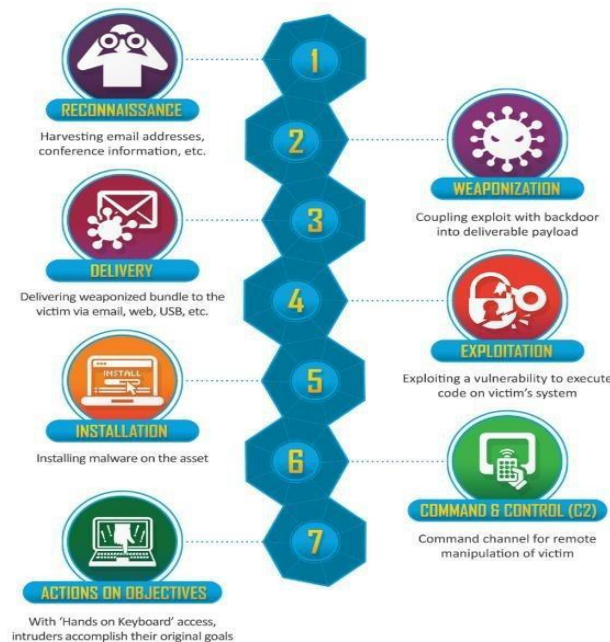 1
RECONNAISSANCE
Harvesting email addresses,
conference information, etc.
2
WEAPONIZATION
Coupling exploit with backdoor
into deliverable payload
3
DELIVERY
Delivering weaponized bundle to the
victim via email, web, USB, etc.
4
EXPLOITATION
Exploiting a vulnerability to execute
code on victim's system
5
INSTALL
INSTALLATION
Installing malware on the asset
6
COMMAND & CONTROL (C2)
Command channel for remote
manipulation of victim
7
ACTIONS ON OBJECTIVES
With 'Hands on Keyboard' access,
intruders accomplish their original goals